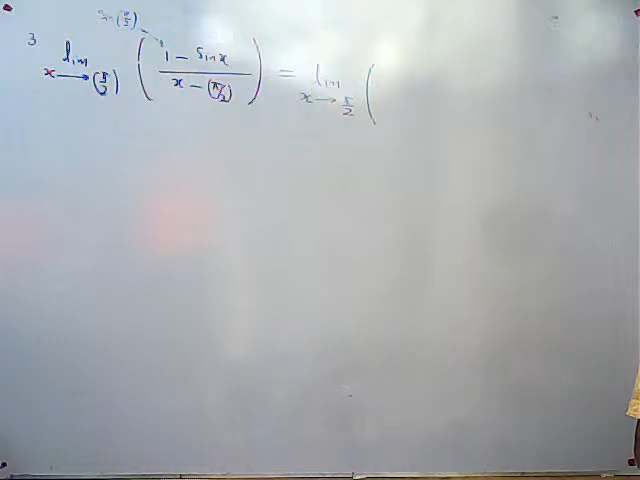 Sin(π/2)
3 lim x→(π/2) ( 1 - Sin x / x - (π/2) ) = lim x→π/2 (